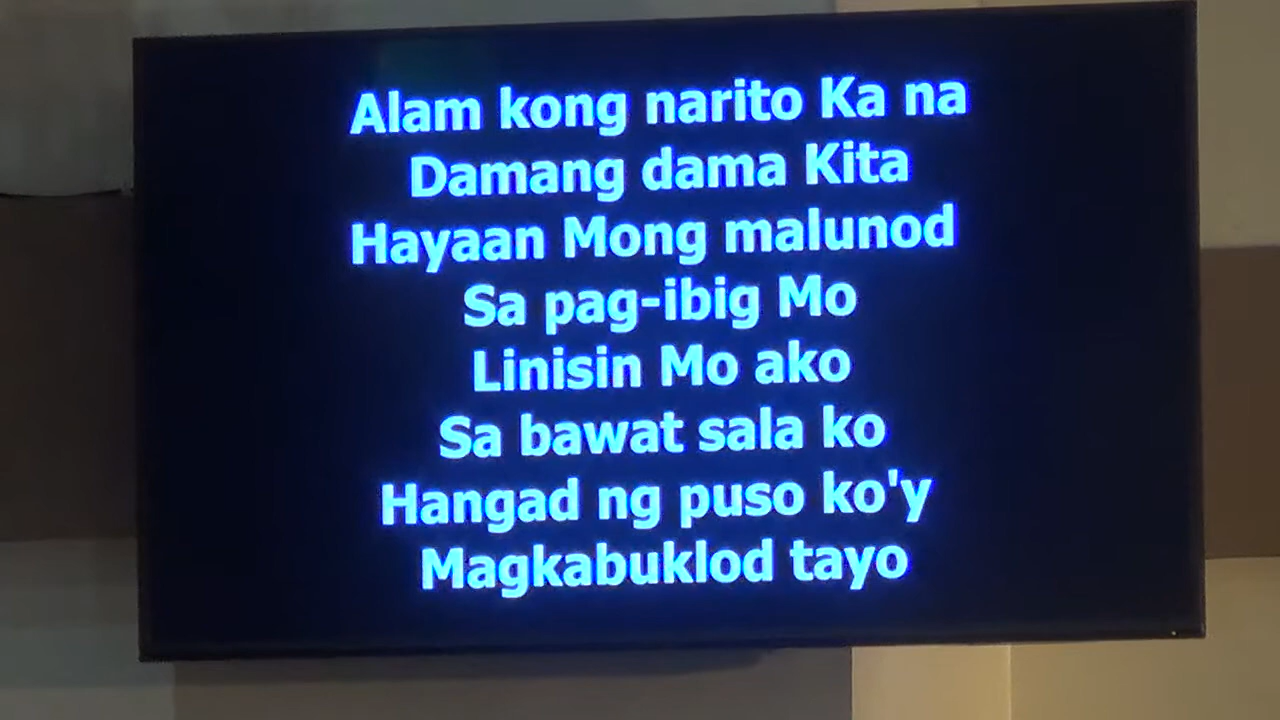 Alam kong narito Ka na
Damang dama Kita
Hayaan Mong malunod
Sa pag-ibig Mo
Linisin Mo ako
Sa bawat sala ko
Hangad ng puso ko'y
Magkabuklod tayo